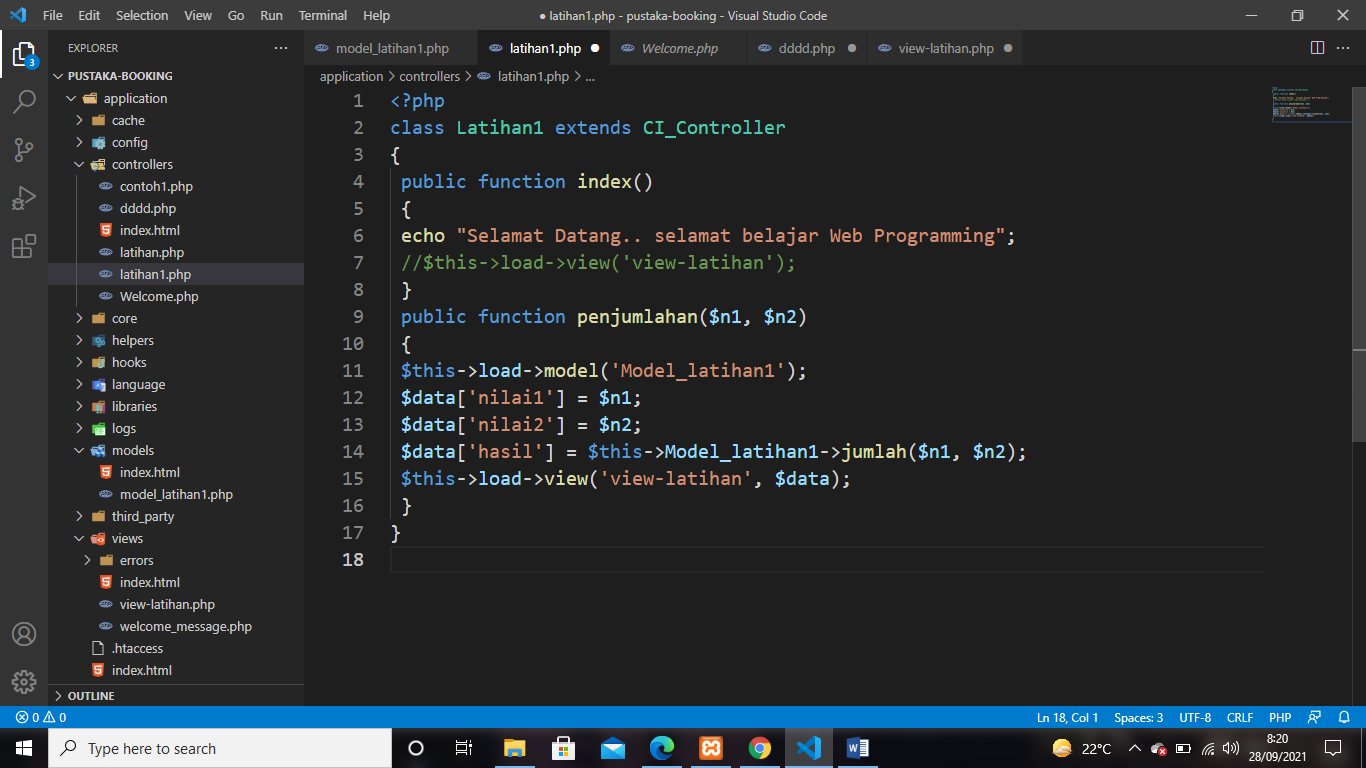 File Edit Selection View Go Run Terminal Help ● latihan1.php - pustaka-booking - Visual Studio Code
EXPLORER
model_latihan1.php latihan1.php Welcome.php dddd.php view-latihan.php
3
PUSTAKA-BOOKING
application
cache
config
controllers
contoh1.php
dddd.php
index.html
latihan.php
latihan1.php
Welcome.php
core
helpers
hooks
language
libraries
logs
models
index.html
model_latihan1.php
third_party
views
errors
index.html
view-latihan.php
welcome_message.php
.htaccess
index.html
OUTLINE
application > controllers > latihan1.php > ...
1 <?php
2 class Latihan1 extends CI_Controller
3 {
4 public function index()
5 {
6 echo "Selamat Datang.. selamat belajar Web Programming";
7 //$this->load->view('view-latihan');
8 }
9 public function penjumlahan($n1, $n2)
10 {
11 $this->load->model('Model_latihan1');
12 $data['nilai1'] = $n1;
13 $data['nilai2'] = $n2;
14 $data['hasil'] = $this->Model_latihan1->jumlah($n1, $n2);
15 $this->load->view('view-latihan', $data);
16 }
17 }
18
0 0 Ln 18, Col 1 Spaces: 3 UTF-8 CRLF PHP
Type here to search 22°C 8:20
28/09/2021